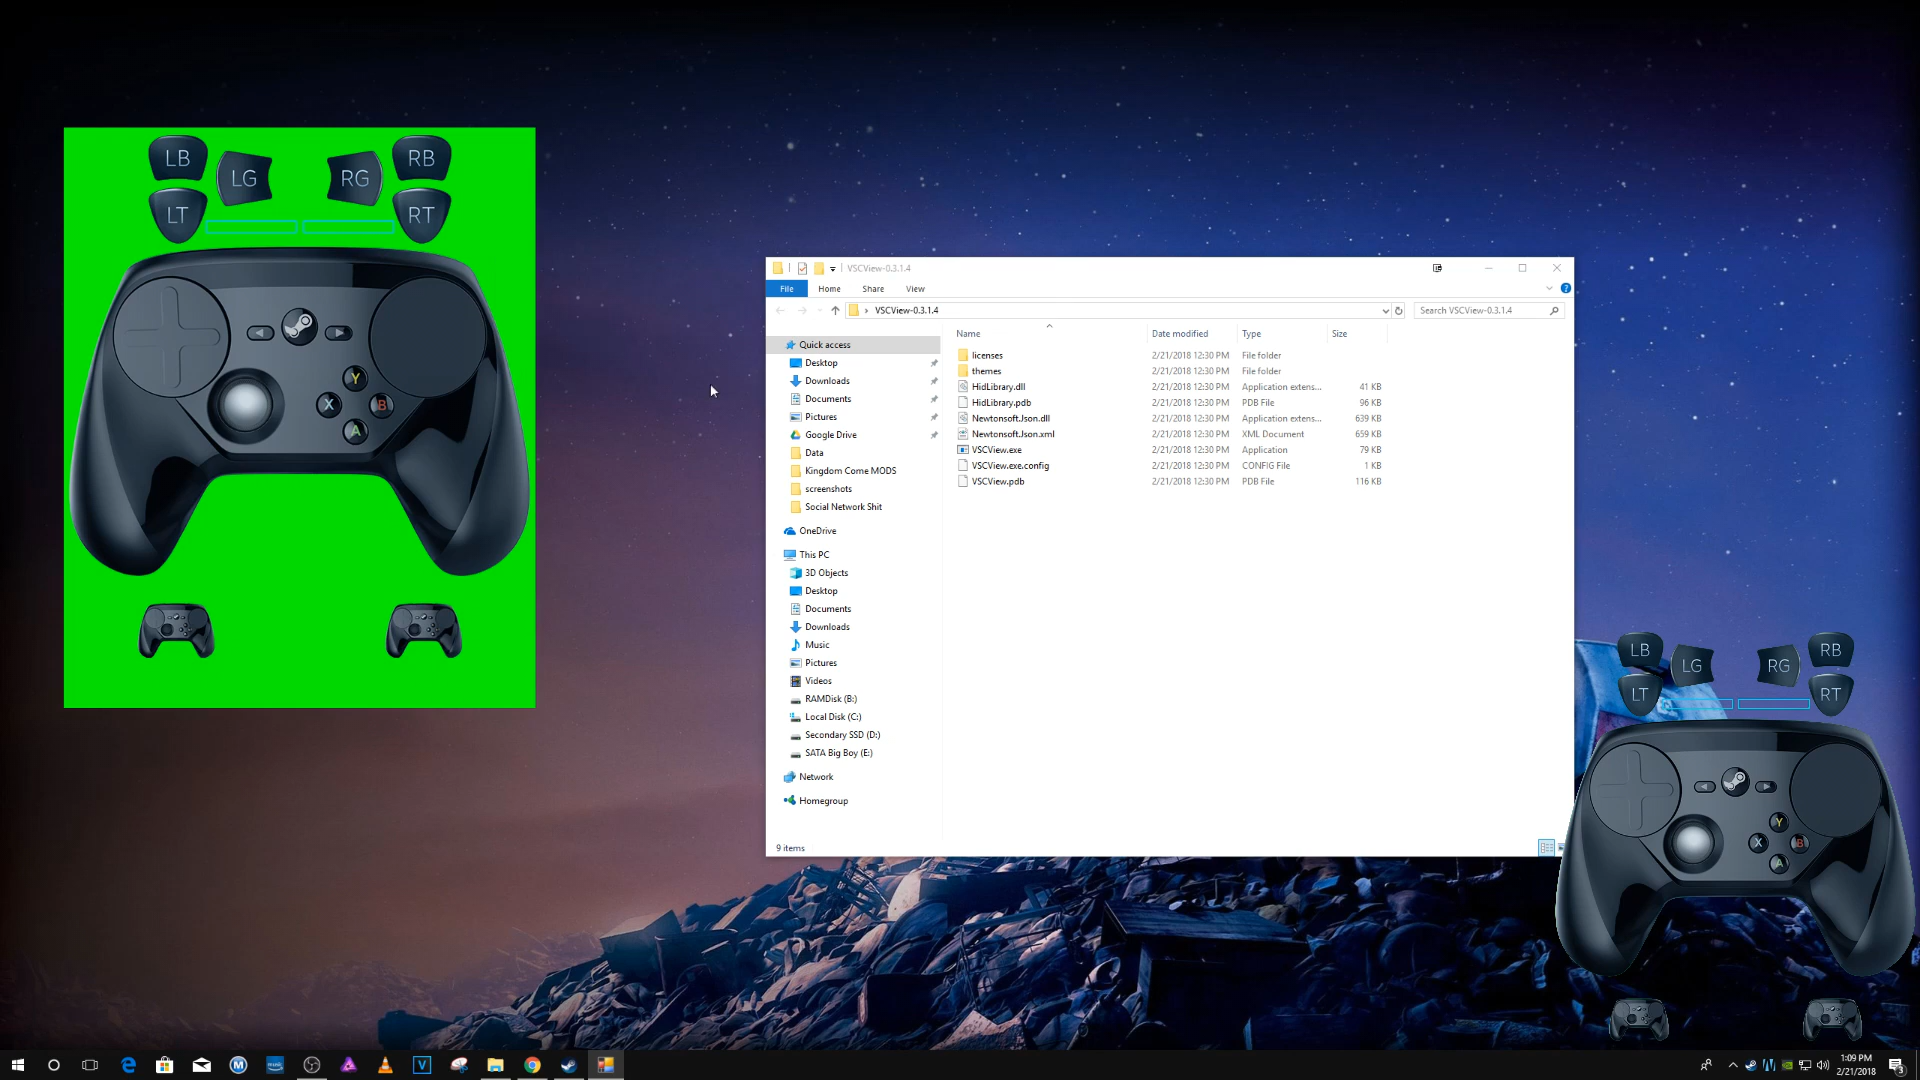 LB
RB
LG
RG
LT
RT
Y
X
B
A
VSCView-0.3.1.4
File
Home
Share
View
VSCView-0.3.1.4
Search VSCView-0.3.1.4
Name
Date modified
Type
Size
Quick access
Desktop
Downloads
Documents
Pictures
Google Drive
Data
Kingdom Come MODS
screenshots
Social Network Shit
OneDrive
This PC
3D Objects
Desktop
Documents
Downloads
Music
Pictures
Videos
RAMDisk (B:)
Local Disk (C:)
Secondary SSD (D:)
SATA Big Boy (E:)
Network
Homegroup
licenses 2/21/2018 12:30 PM File folder
themes 2/21/2018 12:30 PM File folder
HidLibrary.dll 2/21/2018 12:30 PM Application extens... 41 KB
HidLibrary.pdb 2/21/2018 12:30 PM PDB File 96 KB
Newtonsoft.Json.dll 2/21/2018 12:30 PM Application extens... 639 KB
Newtonsoft.Json.xml 2/21/2018 12:30 PM XML Document 659 KB
VSCView.exe 2/21/2018 12:30 PM Application 79 KB
VSCView.exe.config 2/21/2018 12:30 PM CONFIG File 1 KB
VSCView.pdb 2/21/2018 12:30 PM PDB File 116 KB
9 items
LB
RB
LG
RG
LT
RT
Y
X
B
A
1:09 PM
2/21/2018
3